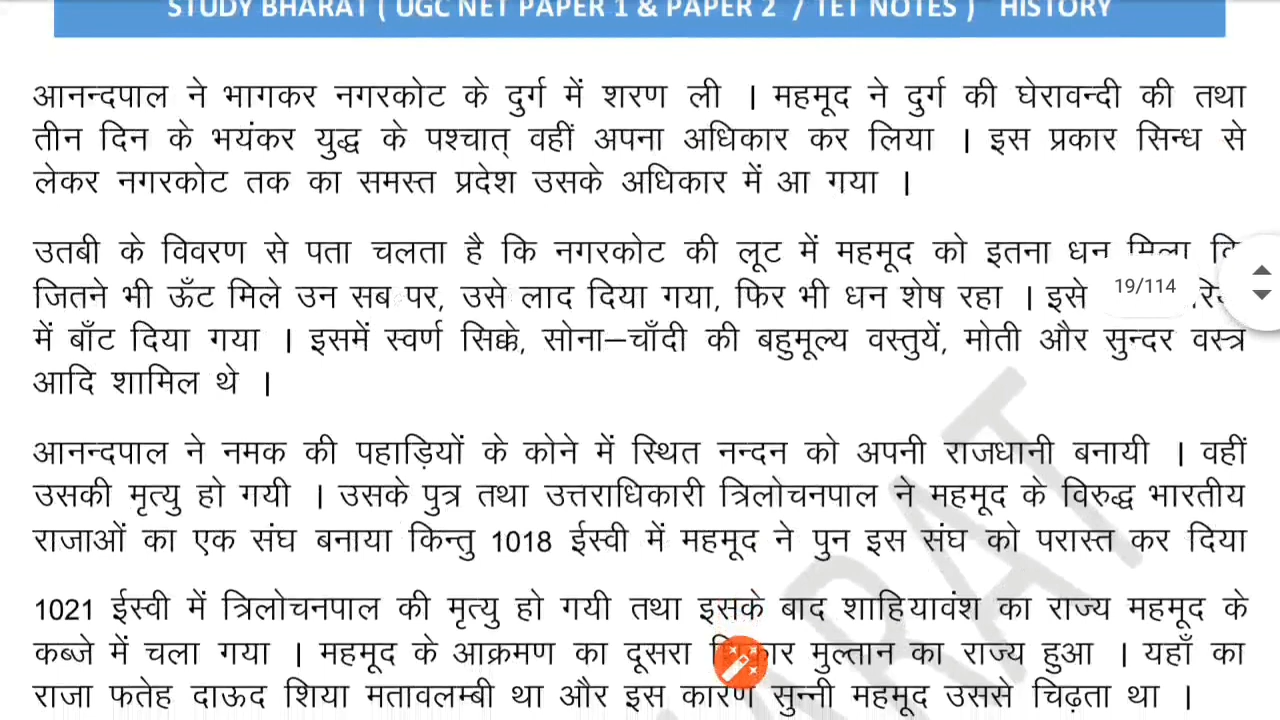 STUDY BHARAT ( UGC NET PAPER 1 & PAPER 2 / TET NOTES ) HISTORY
आनन्दपाल ने भागकर नगरकोट के दुर्ग में शरण ली । महमूद ने दुर्ग की घेरावन्दी की तथा
तीन दिन के भयंकर युद्ध के पश्चात् वहीं अपना अधिकार कर लिया । इस प्रकार सिन्ध से
लेकर नगरकोट तक का समस्त प्रदेश उसके अधिकार में आ गया ।
उतबी के विवरण से पता चलता है कि नगरकोट की लूट में महमूद को इतना धन मिला कि
19/114
जितने भी ऊँट मिले उन सब पर, उसे लाद दिया गया, फिर भी धन शेष रहा । इसे
में बाँट दिया गया । इसमें स्वर्ण सिक्के, सोना–चाँदी की बहुमूल्य वस्तुयें, मोती और सुन्दर वस्त्र
आदि शामिल थे ।
आनन्दपाल ने नमक की पहाड़ियों के कोने में स्थित नन्दन को अपनी राजधानी बनायी । वहीं
उसकी मृत्यु हो गयी । उसके पुत्र तथा उत्तराधिकारी त्रिलोचनपाल ने महमूद के विरुद्ध भारतीय
राजाओं का एक संघ बनाया किन्तु 1018 ईस्वी में महमूद ने पुन इस संघ को परास्त कर दिया
1021 ईस्वी में त्रिलोचनपाल की मृत्यु हो गयी तथा इसके बाद शाहियावंश का राज्य महमूद के
कब्जे में चला गया । महमूद के आक्रमण का दूसरा मुल्तान का राज्य हुआ । यहाँ का
राजा फतेह दाऊद शिया मतावलम्बी था और इस कारण सुन्नी महमूद उससे चिढ़ता था ।